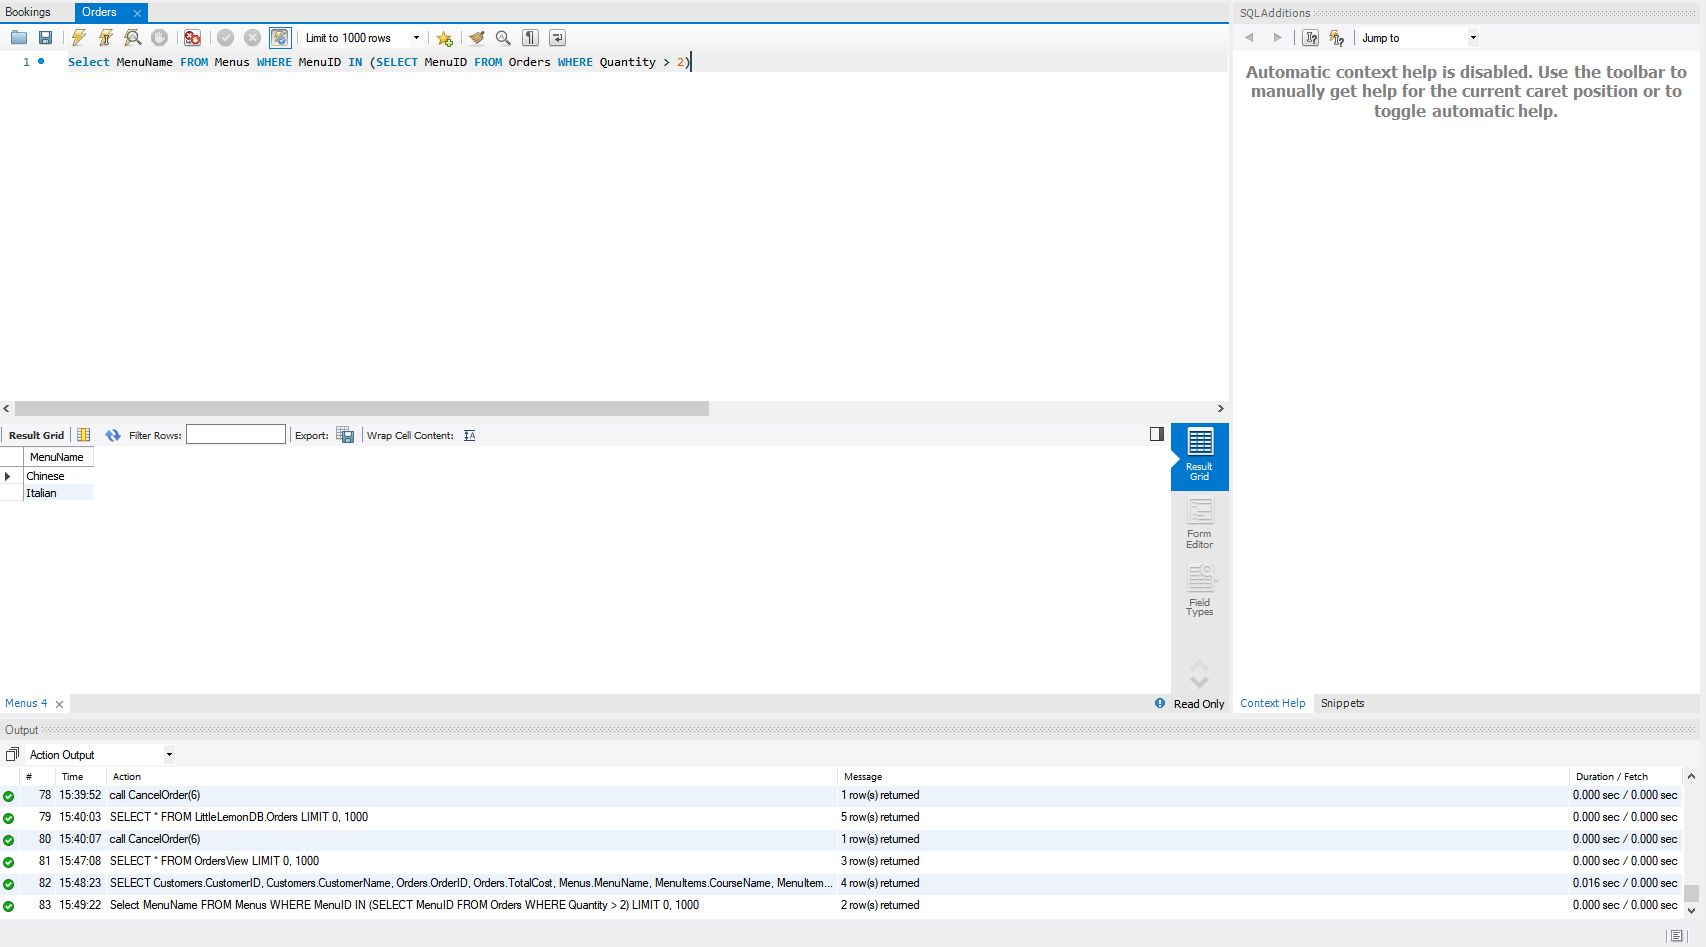 Bookings
Orders
SQLAdditions
Limit to 1000 rows
Jump to
1 Select MenuName FROM Menus WHERE MenuID IN (SELECT MenuID FROM Orders WHERE Quantity > 2)
Automatic context help is disabled. Use the toolbar to
manually get help for the current caret position or to
toggle automatic help.
Result Grid
Filter Rows:
Export:
Wrap Cell Content:
MenuName
Chinese
Italian
Result
Grid
Form
Editor
Field
Types
Menus 4
Read Only
Context Help
Snippets
Output
Action Output
# Time Action Message Duration / Fetch
78 15:39:52 call CancelOrder(6) 1 row(s) returned 0.000 sec / 0.000 sec
79 15:40:03 SELECT * FROM LittleLemonDB.Orders LIMIT 0, 1000 5 row(s) returned 0.000 sec / 0.000 sec
80 15:40:07 call CancelOrder(6) 1 row(s) returned 0.000 sec / 0.000 sec
81 15:47:08 SELECT * FROM OrdersView LIMIT 0, 1000 3 row(s) returned 0.000 sec / 0.000 sec
82 15:48:23 SELECT Customers.CustomerID, Customers.CustomerName, Orders.OrderID, Orders.TotalCost, Menus.MenuName, MenuItems.CourseName, MenuItem... 4 row(s) returned 0.016 sec / 0.000 sec
83 15:49:22 Select MenuName FROM Menus WHERE MenuID IN (SELECT MenuID FROM Orders WHERE Quantity > 2) LIMIT 0, 1000 2 row(s) returned 0.000 sec / 0.000 sec